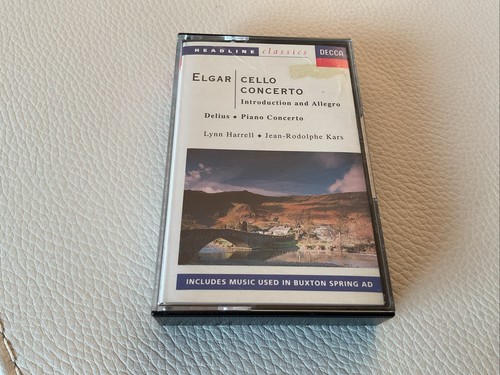 HEADLINE classics DECCA
ELGAR CELLO
CONCERTO
Introduction and Allegro
Delius ◆ Piano Concerto
Lynn Harrell ◆ Jean-Rodolphe Kars
INCLUDES MUSIC USED IN BUXTON SPRING AD